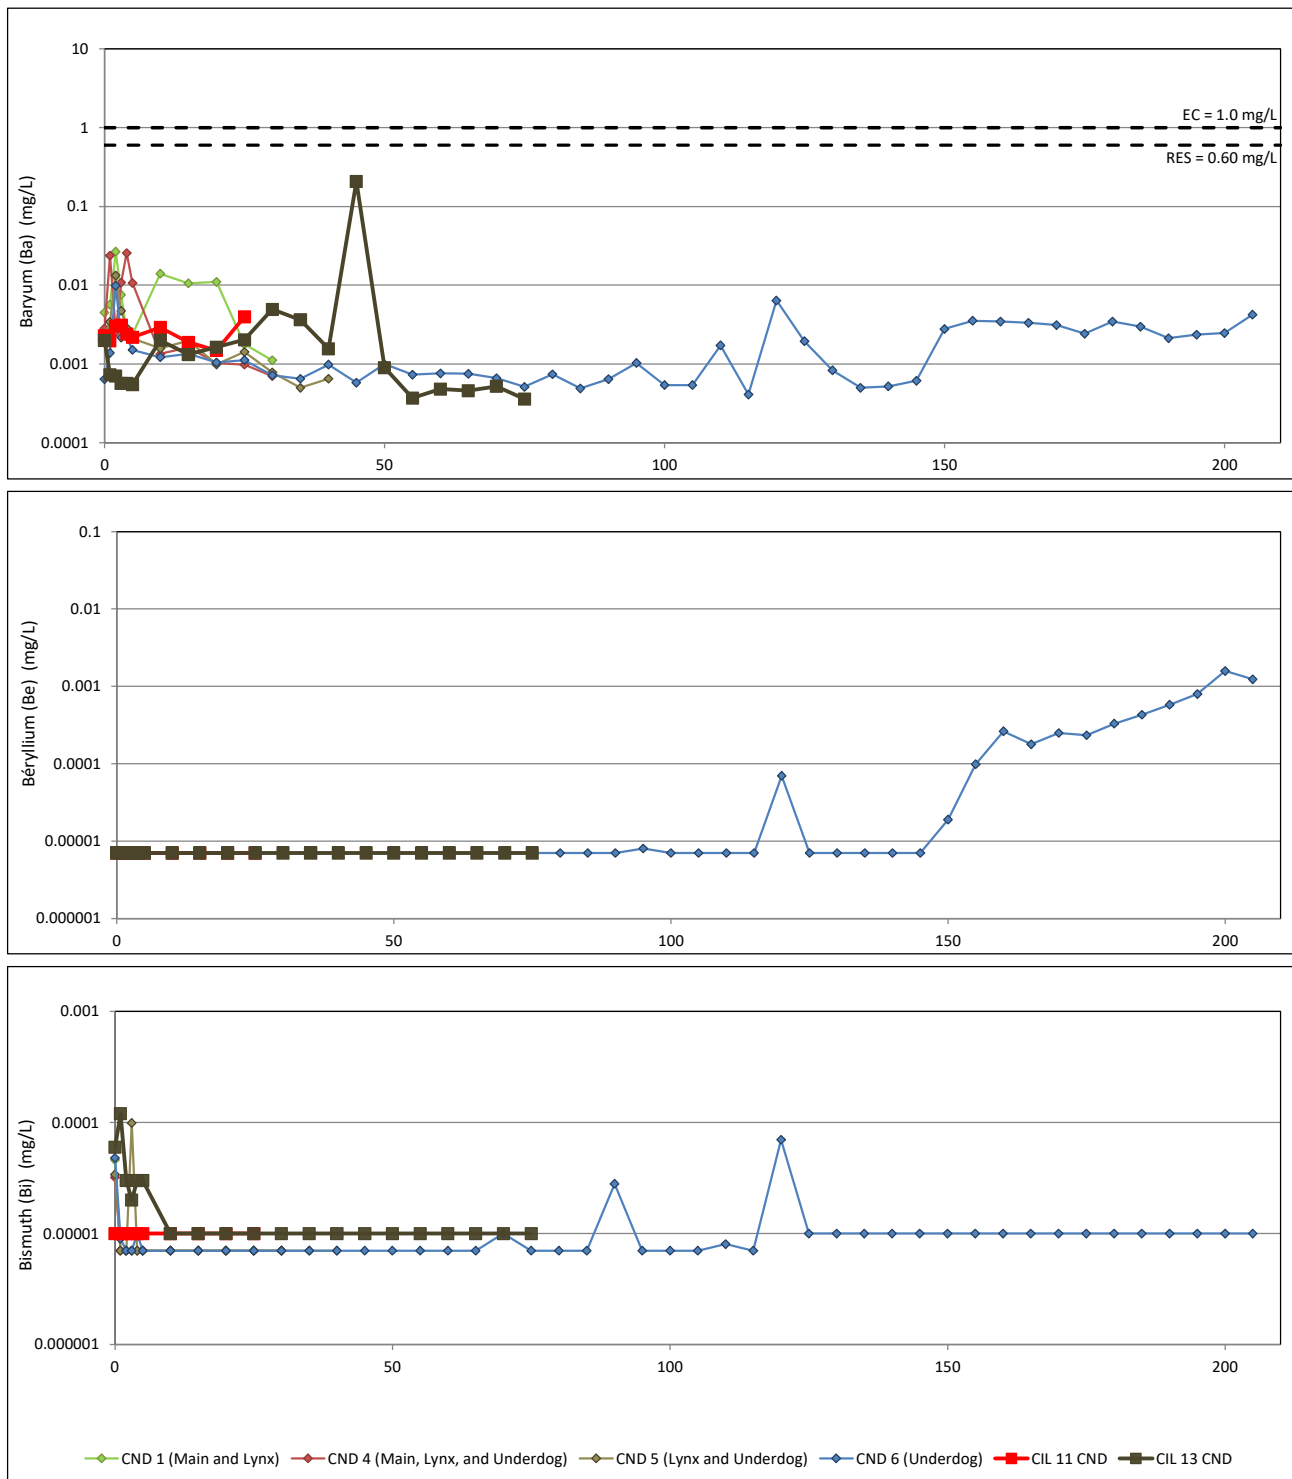 10
1
0.1
0.01
0.001
0.0001
Baryum (Ba) (mg/L)
EC = 1.0 mg/L
RES = 0.60 mg/L
0 50 100 150 200
0.1
0.01
0.001
0.0001
0.00001
0.000001
Béryllium (Be) (mg/L)
0 50 100 150 200
0.001
0.0001
0.00001
0.000001
Bismuth (Bi) (mg/L)
0 50 100 150 200
CND 1 (Main and Lynx) CND 4 (Main, Lynx, and Underdog) CND 5 (Lynx and Underdog) CND 6 (Underdog) CIL 11 CND CIL 13 CND